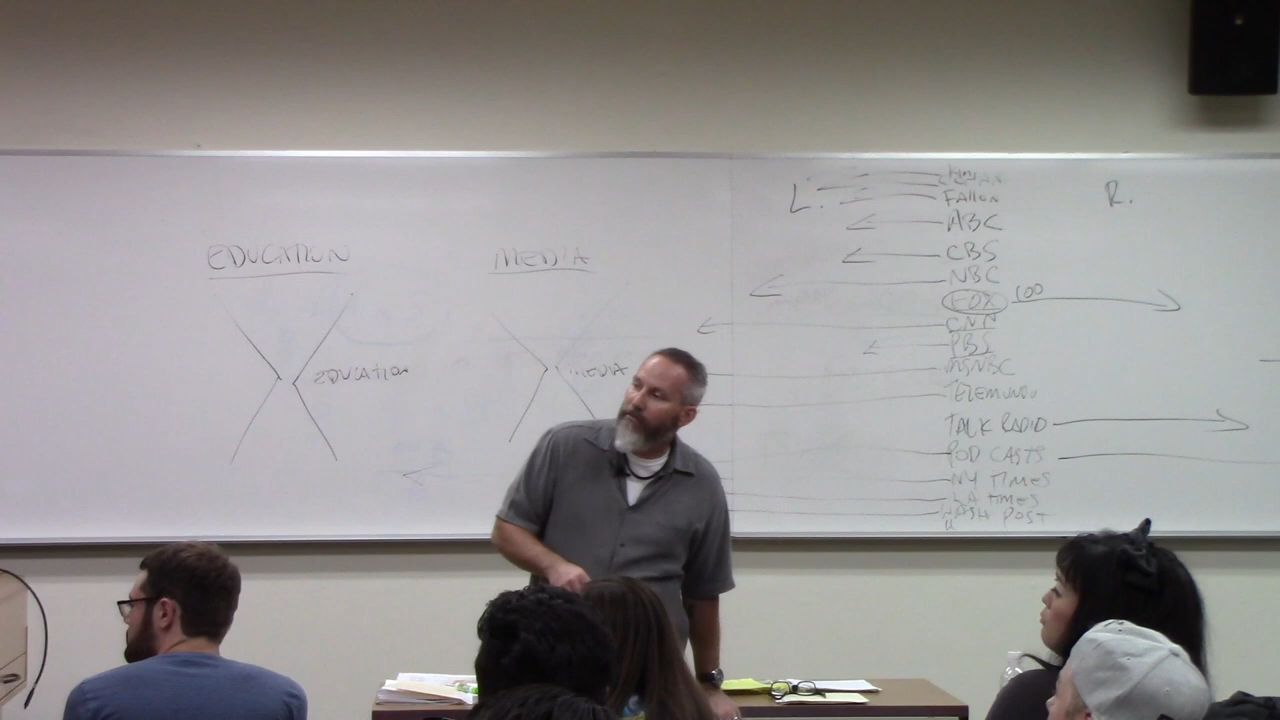 EDUCATION
EDUCATION
MEDIA
MEDIA
L.
R.
Fallon
ABC
CBS
NBC
FOX 100
CNN
PBS
MSNBC
TELEMUNDO
TALK RADIO
POD CASTS
NY TIMES
LA TIMES
WASH POST